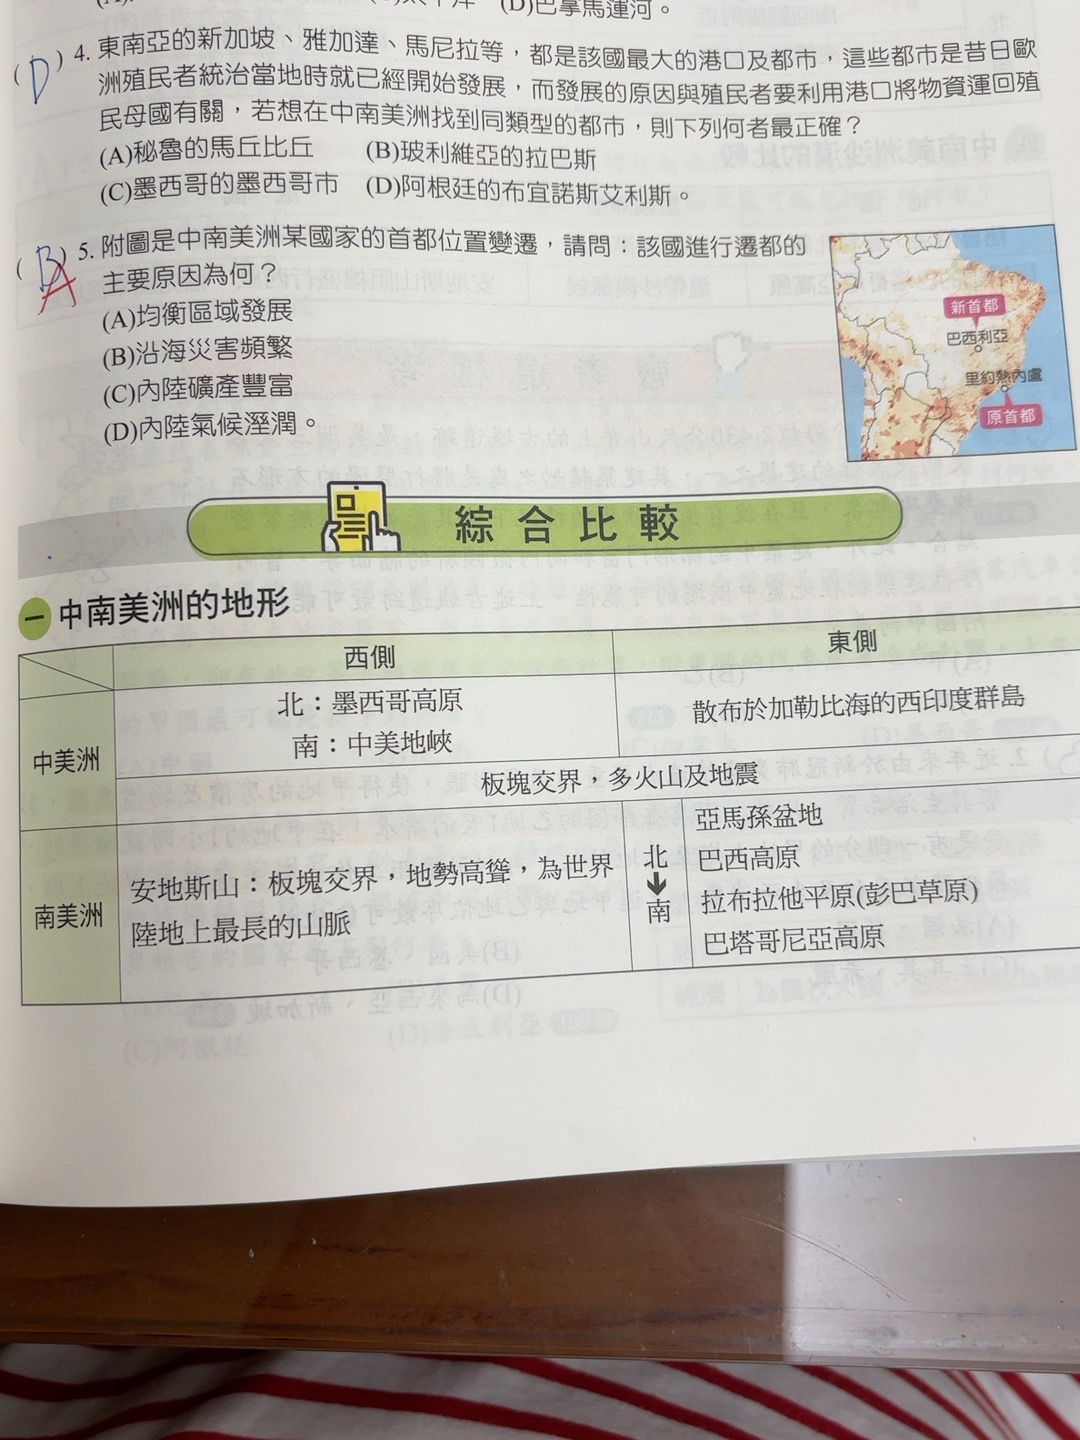 (D)巴拿馬運河。
(D) 4. 東南亞的新加坡、雅加達、馬尼拉等，都是該國最大的港口及都市，這些都市是昔日歐
洲殖民者統治當地時就已經開始發展，而發展的原因與殖民者要利用港口將物資運回殖
民母國有關，若想在中南美洲找到同類型的都市，則下列何者最正確？
(A)秘魯的馬丘比丘 (B)玻利維亞的拉巴斯
(C)墨西哥的墨西哥市 (D)阿根廷的布宜諾斯艾利斯。
(B) A 5. 附圖是中南美洲某國家的首都位置變遷，請問：該國進行遷都的
主要原因為何？
(A)均衡區域發展
(B)沿海災害頻繁
(C)內陸礦產豐富
(D)內陸氣候溼潤。
新首都
巴西利亞
里約熱內盧
原首都
綜合比較
一 中南美洲的地形
西側 東側
中美洲
北：墨西哥高原
南：中美地峽
散布於加勒比海的西印度群島
板塊交界，多火山及地震
南美洲
安地斯山：板塊交界，地勢高聳，為世界
陸地上最長的山脈
北
南
亞馬孫盆地
巴西高原
拉布拉他平原(彭巴草原)
巴塔哥尼亞高原